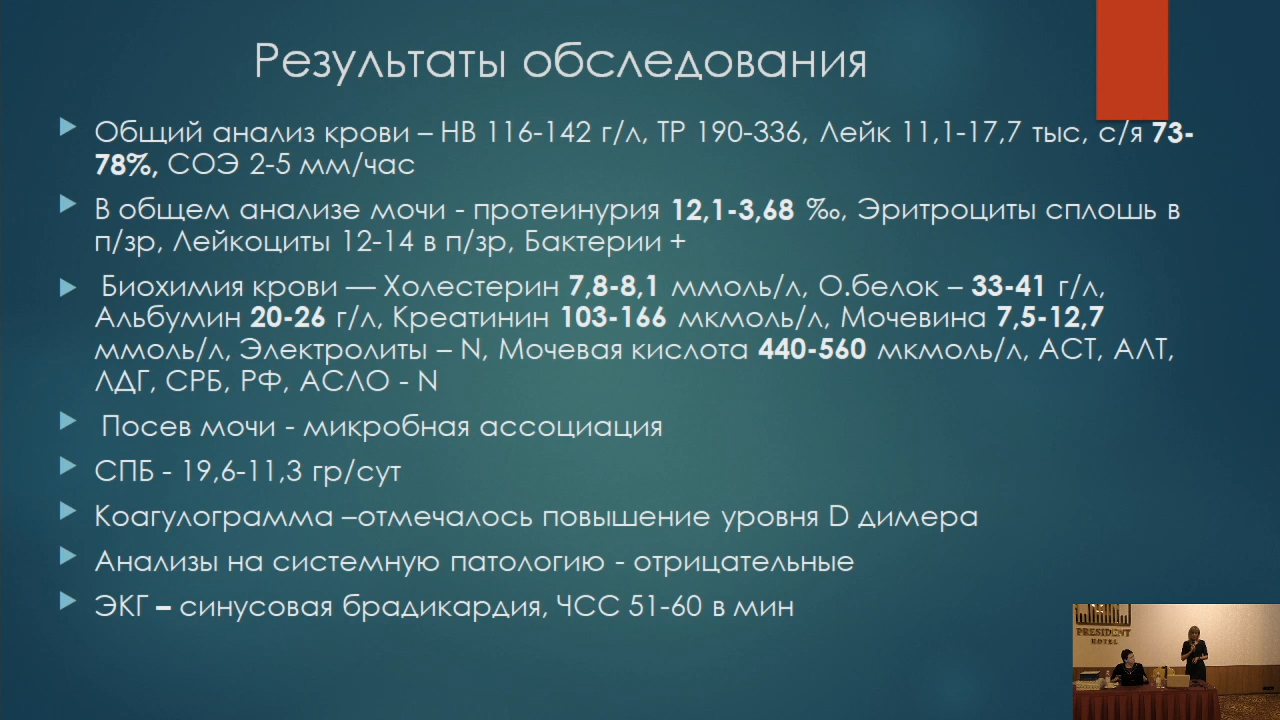 Результаты обследования
Общий анализ крови – НВ 116-142 г/л, ТР 190-336, Лейк 11,1-17,7 тыс, с/я 73-
78%, СОЭ 2-5 мм/час
В общем анализе мочи - протеинурия 12,1-3,68 ‰, Эритроциты сплошь в
п/зр, Лейкоциты 12-14 в п/зр, Бактерии +
Биохимия крови — Холестерин 7,8-8,1 ммоль/л, О.белок – 33-41 г/л,
Альбумин 20-26 г/л, Креатинин 103-166 мкмоль/л, Мочевина 7,5-12,7
ммоль/л, Электролиты – N, Мочевая кислота 440-560 мкмоль/л, АСТ, АЛТ,
ЛДГ, СРБ, РФ, АСЛО - N
Посев мочи - микробная ассоциация
СПБ - 19,6-11,3 гр/сут
Коагулограмма –отмечалось повышение уровня D димера
Анализы на системную патологию - отрицательные
ЭКГ – синусовая брадикардия, ЧСС 51-60 в мин
PRESIDENT
HOTEL